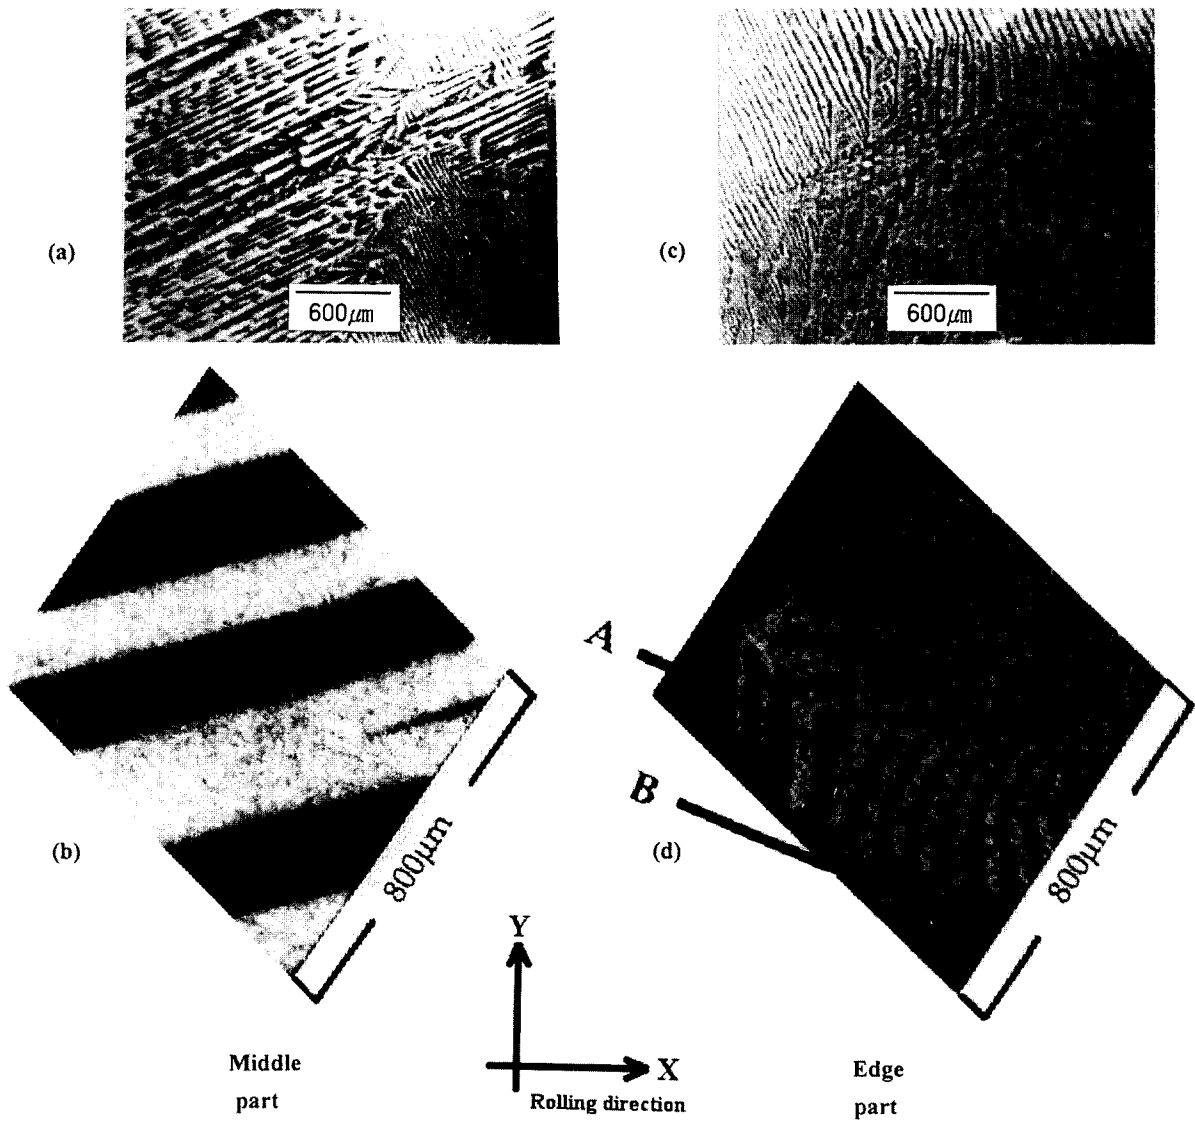 (a)
600μm
(c)
600μm
A
B
(b)
800μm
(d)
800μm
Y
X
Rolling direction
Middle
part
Edge
part